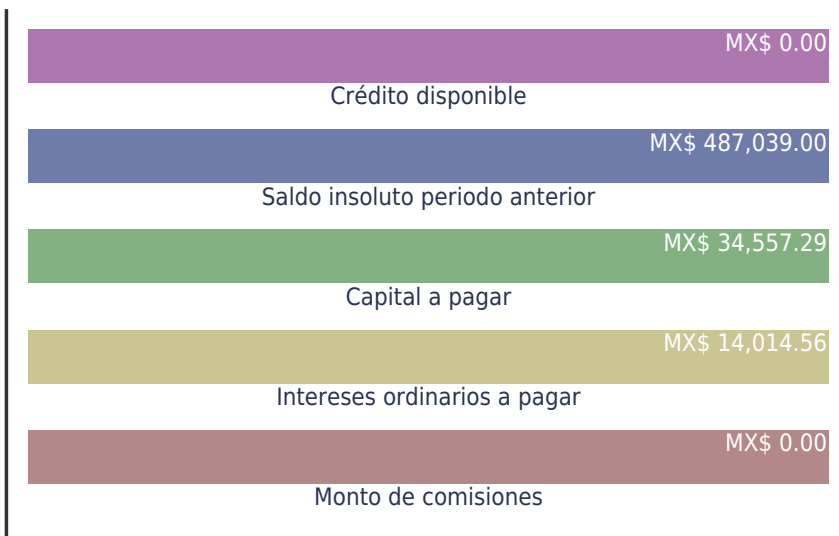 MX$ 0.00
Crédito disponible
MX$ 487,039.00
Saldo insoluto periodo anterior
MX$ 34,557.29
Capital a pagar
MX$ 14,014.56
Intereses ordinarios a pagar
MX$ 0.00
Monto de comisiones